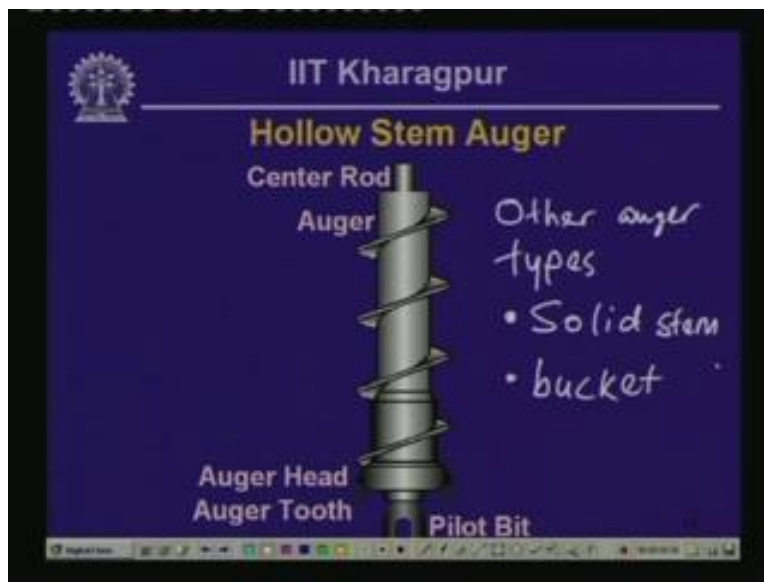 IIT Kharagpur
Hollow Stem Auger
Center Rod
Auger
Other auger
types
• Solid stem
• bucket
Auger Head
Auger Tooth
Pilot Bit